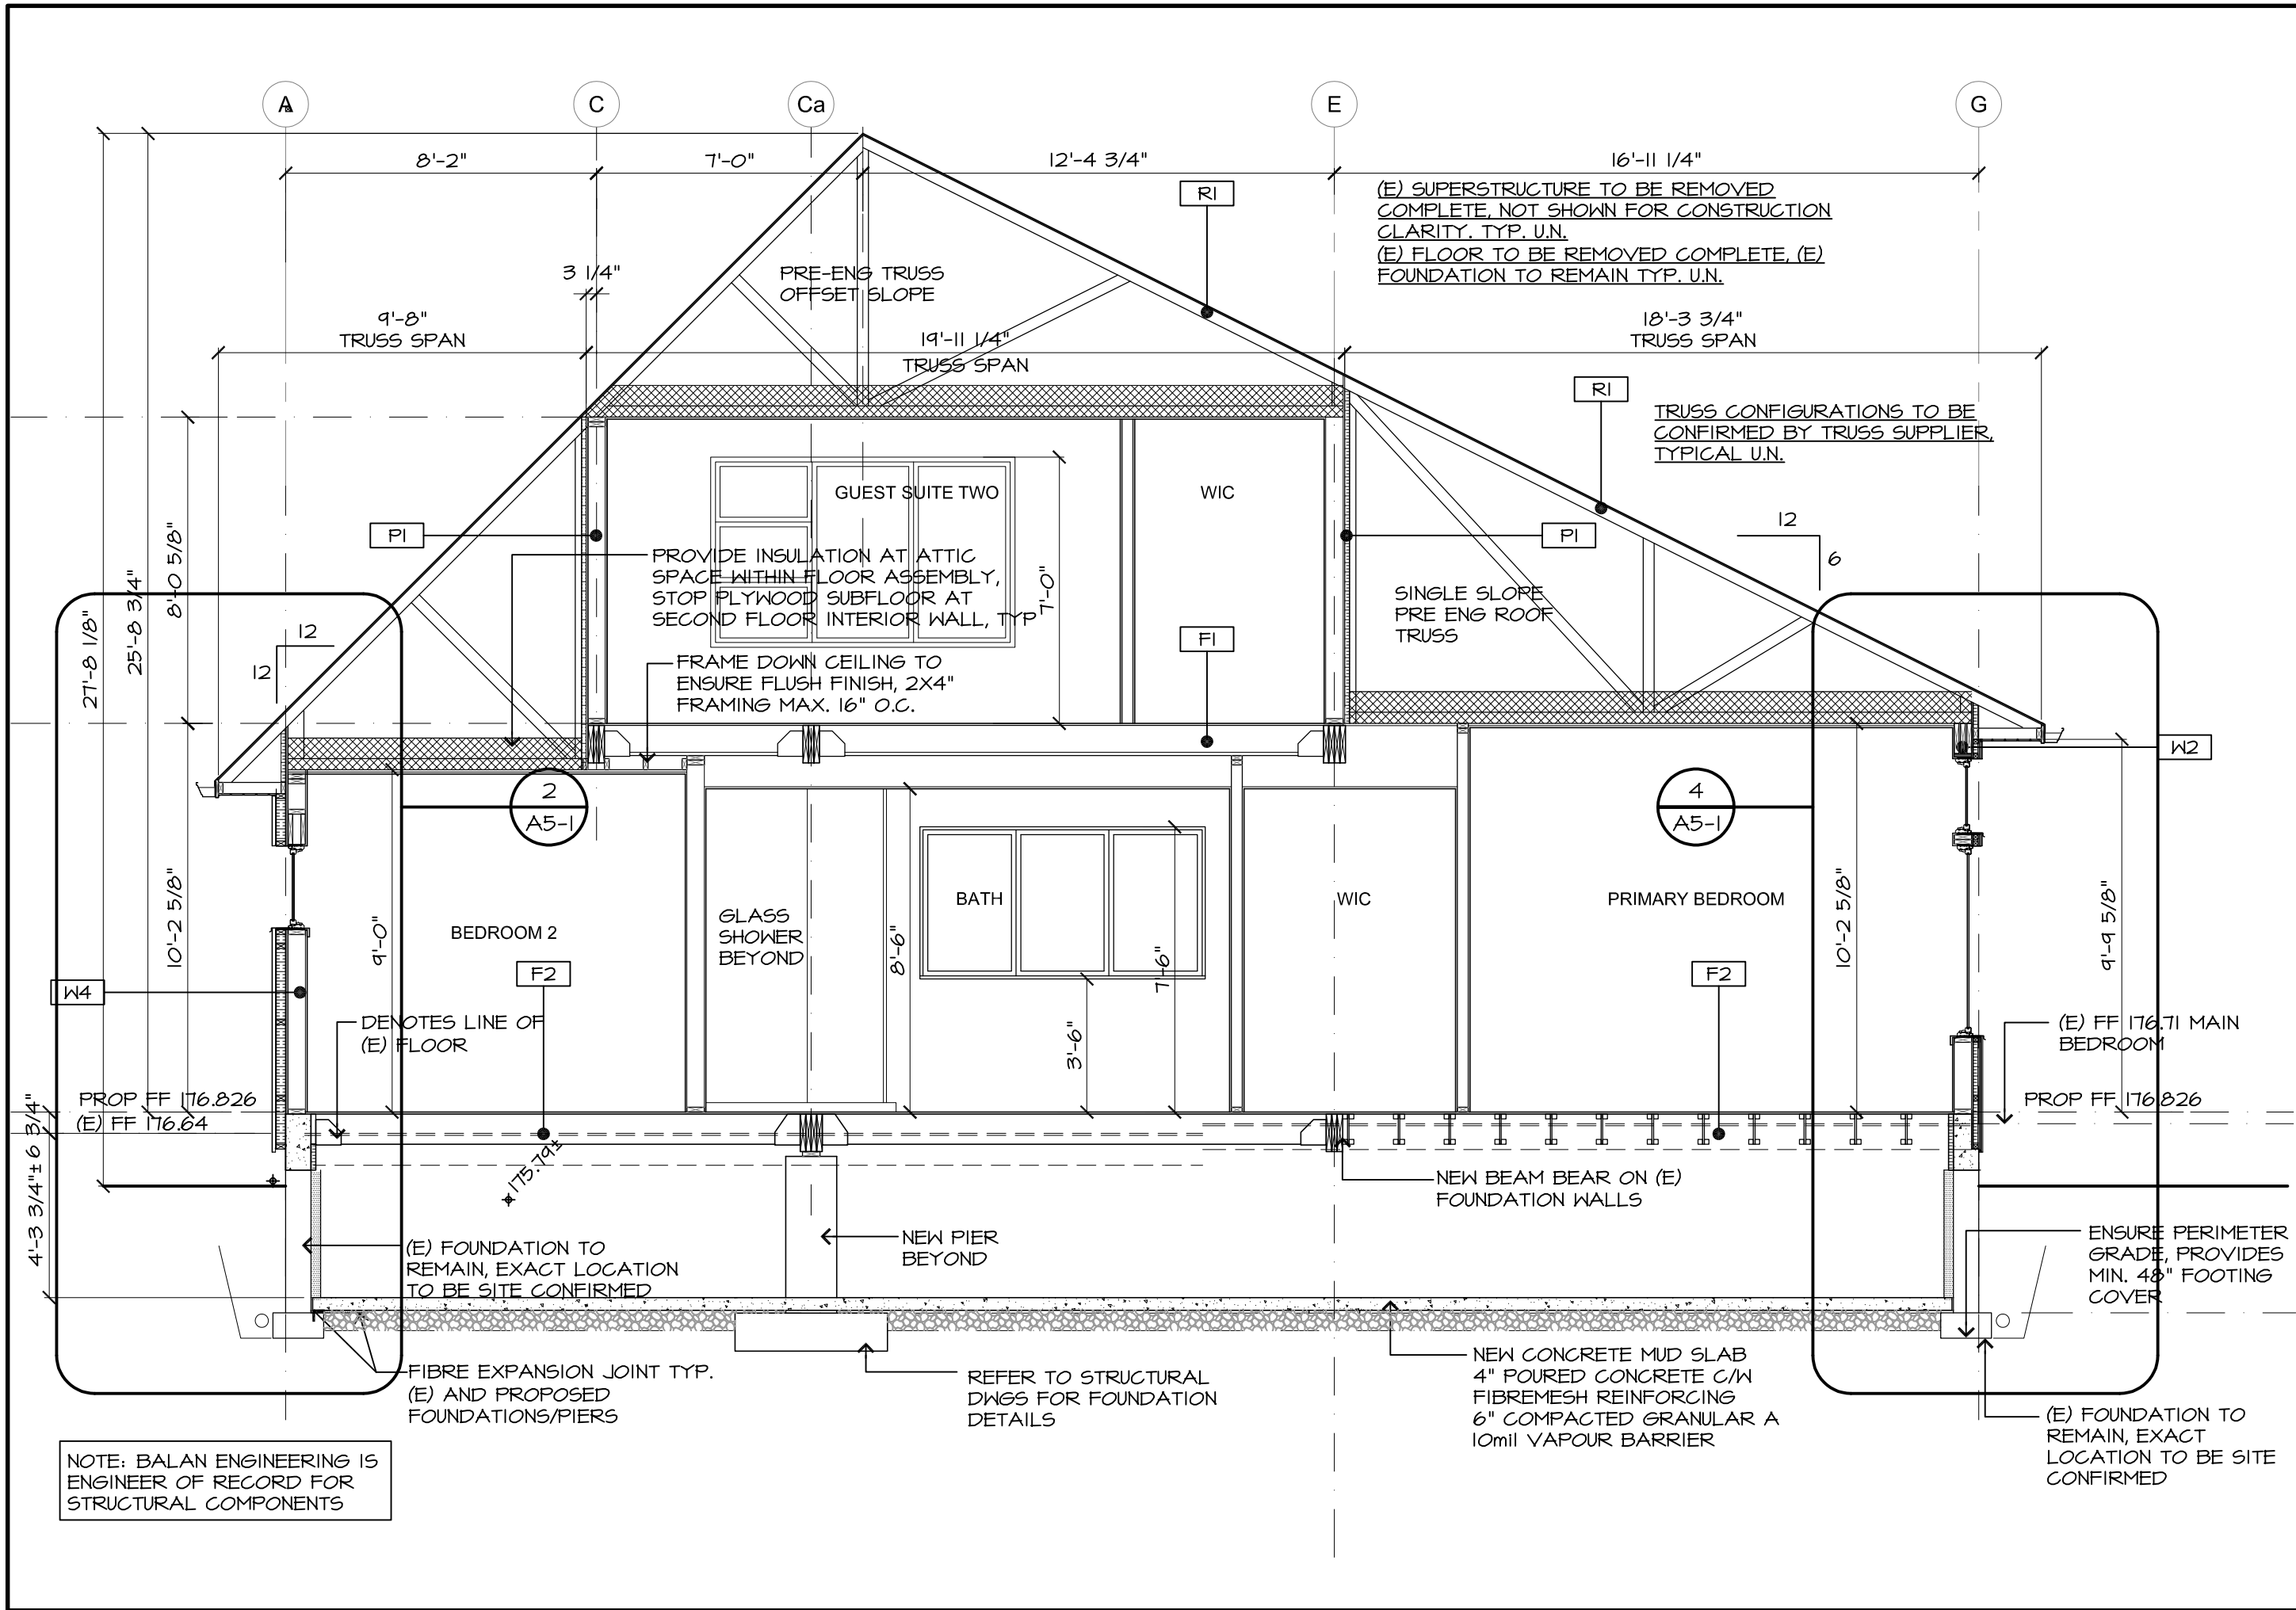 A
C
Ca
E
G
8'-2"
7'-0"
12'-4 3/4"
16'-11 1/4"
R1
(E) SUPERSTRUCTURE TO BE REMOVED
COMPLETE, NOT SHOWN FOR CONSTRUCTION
CLARITY. TYP. U.N.
(E) FLOOR TO BE REMOVED COMPLETE, (E)
FOUNDATION TO REMAIN TYP. U.N.
3 1/4"
PRE-ENG TRUSS
OFFSET SLOPE
9'-8"
TRUSS SPAN
19'-11 1/4"
TRUSS SPAN
18'-3 3/4"
TRUSS SPAN
R1
TRUSS CONFIGURATIONS TO BE
CONFIRMED BY TRUSS SUPPLIER,
TYPICAL U.N.
GUEST SUITE TWO
WIC
P1
P1
12
6
27'-8 1/8"
25'-8 3/4"
8'-0 5/8"
PROVIDE INSULATION AT ATTIC
SPACE WITHIN FLOOR ASSEMBLY,
STOP PLYWOOD SUBFLOOR AT
SECOND FLOOR INTERIOR WALL, TYP
7'-0"
SINGLE SLOPE
PRE ENG ROOF
TRUSS
12
12
F1
FRAME DOWN CEILING TO
ENSURE FLUSH FINISH, 2X4"
FRAMING MAX. 16" O.C.
W2
2
A5-1
4
A5-1
10'-2 5/8"
9'-0"
BEDROOM 2
GLASS
SHOWER
BEYOND
8'-6"
BATH
7'-6"
3'-6"
WIC
PRIMARY BEDROOM
10'-2 5/8"
9'-9 5/8"
F2
F2
W4
DENOTES LINE OF
(E) FLOOR
(E) FF 176.71 MAIN
BEDROOM
PROP FF 176.826
(E) FF 176.64
PROP FF 176.826
6 3/4"
4'-3 3/4"±
175.79±
NEW BEAM BEAR ON (E)
FOUNDATION WALLS
NEW PIER
BEYOND
(E) FOUNDATION TO
REMAIN, EXACT LOCATION
TO BE SITE CONFIRMED
ENSURE PERIMETER
GRADE, PROVIDES
MIN. 48" FOOTING
COVER
FIBRE EXPANSION JOINT TYP.
(E) AND PROPOSED
FOUNDATIONS/PIERS
REFER TO STRUCTURAL
DWGS FOR FOUNDATION
DETAILS
NEW CONCRETE MUD SLAB
4" POURED CONCRETE C/W
FIBREMESH REINFORCING
6" COMPACTED GRANULAR A
10mil VAPOUR BARRIER
(E) FOUNDATION TO
REMAIN, EXACT
LOCATION TO BE SITE
CONFIRMED
NOTE: BALAN ENGINEERING IS
ENGINEER OF RECORD FOR
STRUCTURAL COMPONENTS